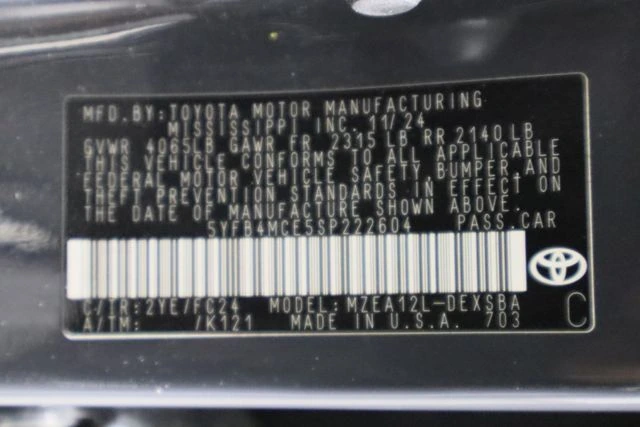 MFD.BY: TOYOTA MOTOR MANUFACTURING
MISSISSIPPI INC. 11/24
GVWR 4065LB GAWR FR 2315 LB RR 2140 LB
THIS VEHICLE CONFORMS TO ALL APPLICABLE
FEDERAL MOTOR VEHICLE SAFETY, BUMPER, AND
THEFT PREVENTION STANDARDS IN EFFECT ON
THE DATE OF MANUFACTURE SHOWN ABOVE.
5YFB4MCE5SP222604 PASS.CAR
C/TR:2YE/FC24 MODEL: MZEA12L-DEXSBA
A/TM: /K121 MADE IN U.S.A. 703
C